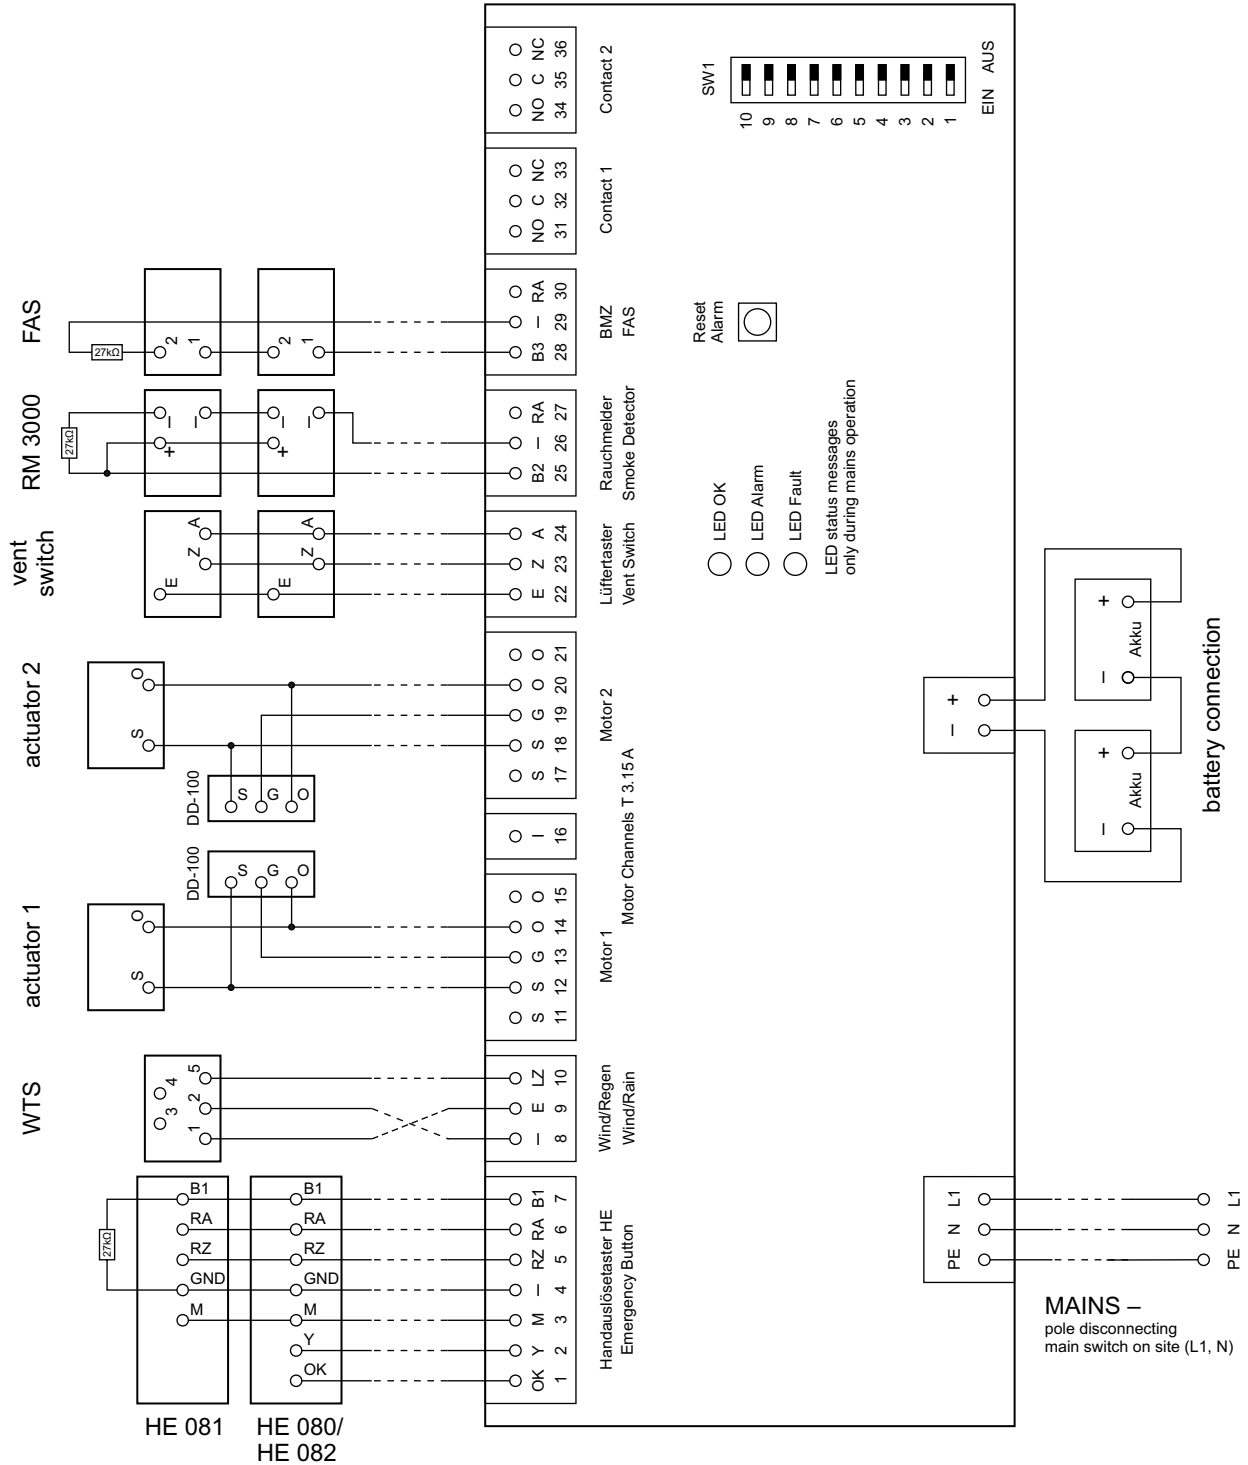 FAS
27kΩ
2
1
2
1
RM 3000
27kΩ
–
–
+
–
–
+
vent
switch
E
Z
A
E
Z
A
actuator 2
S
O
DD-100
S
G
O
DD-100
S
G
O
actuator 1
S
O
WTS
1
2
5
3
4
27kΩ
B1
RA
RZ
GND
M
B1
RA
RZ
GND
M
Y
OK
HE 081
HE 080/
HE 082
NC 36
C 35
NO 34
Contact 2
NC 33
C 32
NO 31
Contact 1
RA 30
– 29
B3 28
BMZ
FAS
RA 27
– 26
B2 25
Rauchmelder
Smoke Detector
A 24
Z 23
E 22
Lüftertaster
Vent Switch
O 21
O 20
G 19
S 18
S 17
Motor 2
– 16
Motor Channels T 3.15 A
O 15
O 14
G 13
S 12
S 11
Motor 1
LZ 10
E 9
– 8
Wind/Regen
Wind/Rain
B1 7
RA 6
RZ 5
– 4
M 3
Y 2
OK 1
Handauslösetaster HE
Emergency Button
SW1
10
9
8
7
6
5
4
3
2
1
EIN AUS
Reset
Alarm
LED OK
LED Alarm
LED Fault
LED status messages
only during mains operation
+
–
+
–
Akku
+
–
Akku
battery connection
L1
N
PE
L1
N
PE
MAINS –
pole disconnecting
main switch on site (L1, N)